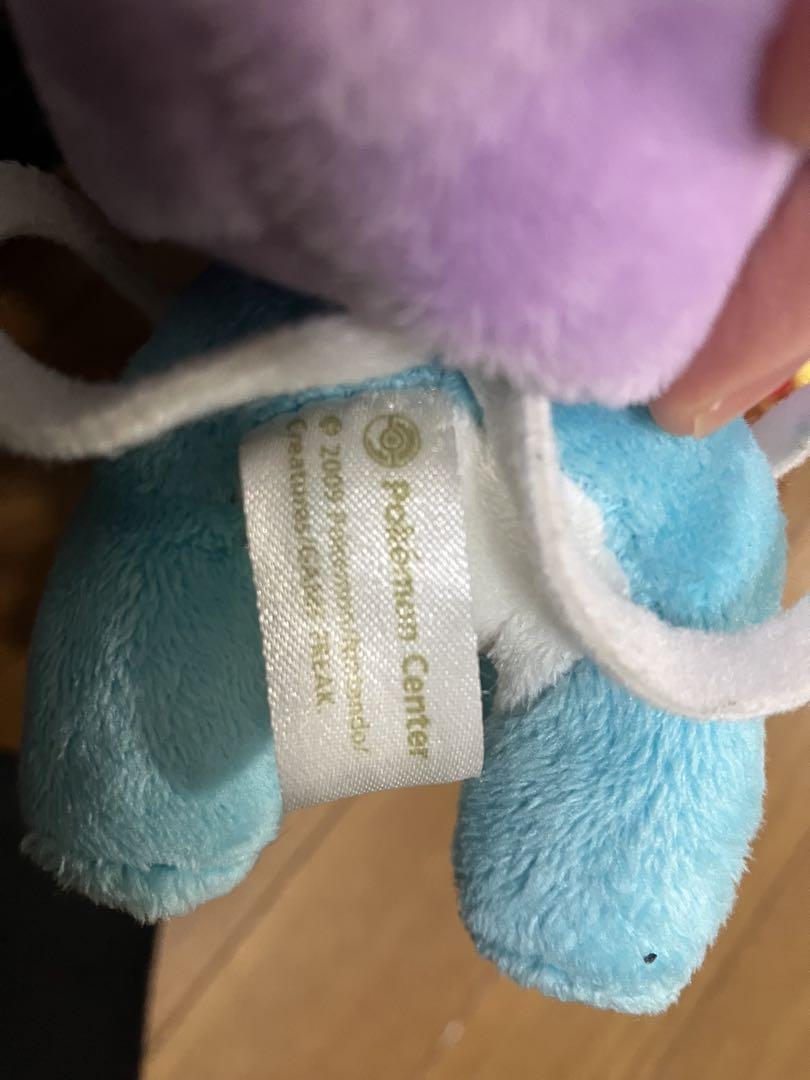 Pokémon Center
© 2009 Pokémon/Nintendo/
Creatures/GAME FREAK